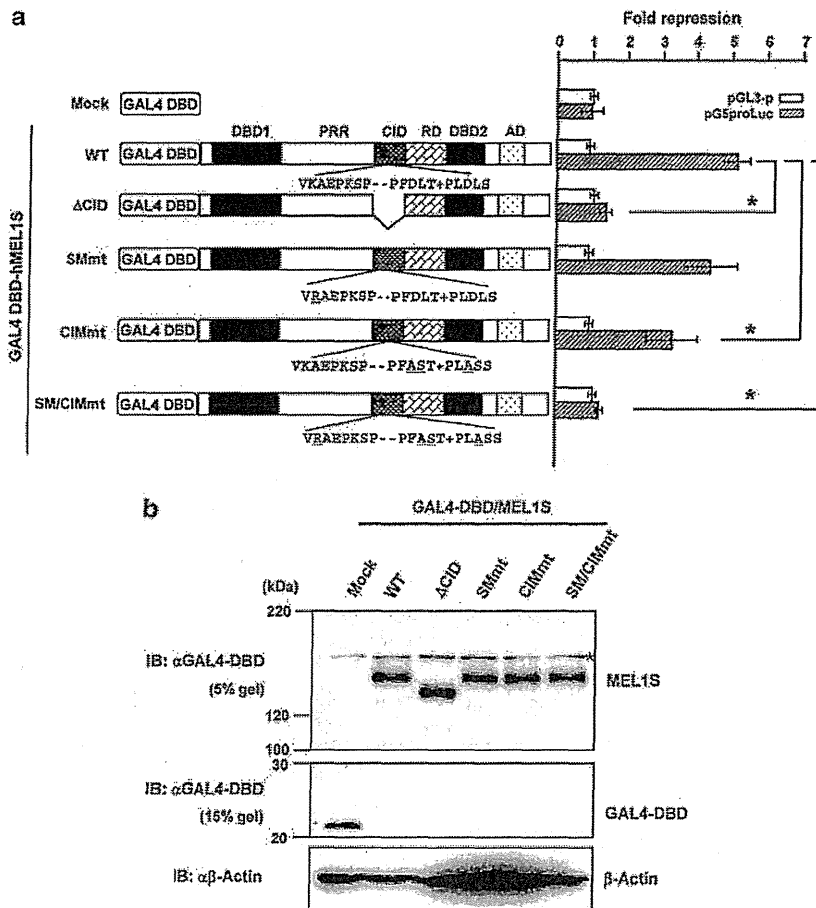 a
Fold repression
0 1 2 3 4 5 6 7
Mock GAL4 DBD
pGL3-p
pG5proLuc
DBD1 PRR CID RD DBD2 AD
WT GAL4 DBD
VKAEPKSP--PFDLT+PLDLS
ΔCID GAL4 DBD
*
SMmt GAL4 DBD
VRAEPKSP--PFDLT+PLDLS
CIMmt GAL4 DBD
*
VKAEPKSP--PFAST+PLASS
SM/CIMmt GAL4 DBD
*
VRAEPKSP--PFAST+PLASS
GAL4 DBD-hMEL1S
b
GAL4-DBD/MEL1S
(kDa) Mock WT ΔCID SMmt CIMmt SM/CIMmt
220
IB: αGAL4-DBD
*
(5% gel)
MEL1S
120
100
30
IB: αGAL4-DBD
(15% gel)
GAL4-DBD
20
IB: αβ-Actin
β-Actin